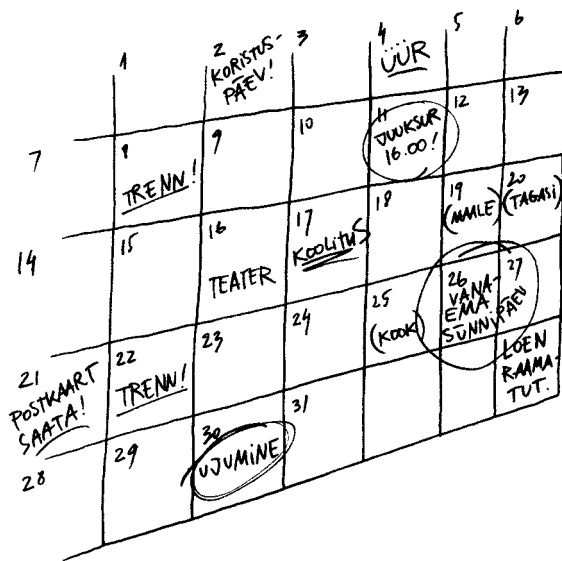 1
2
KORISTUS-
PÄEV!
3
4
ÜÜR
5
6
7
8
TRENN!
9
10
11
JUUKSUR
16.00!
12
13
14
15
16
TEATER
17
KOOLITUS
18
19
(MAALE)
20
(TAGASI)
21
POSTKAART
SAATA!
22
TRENN!
23
24
25
(KOOK)
26
VANA-
EMA
SÜNNIPÄEV
27
28
29
30
UJUMINE
31
LOEN
RAAMA-
TUT.